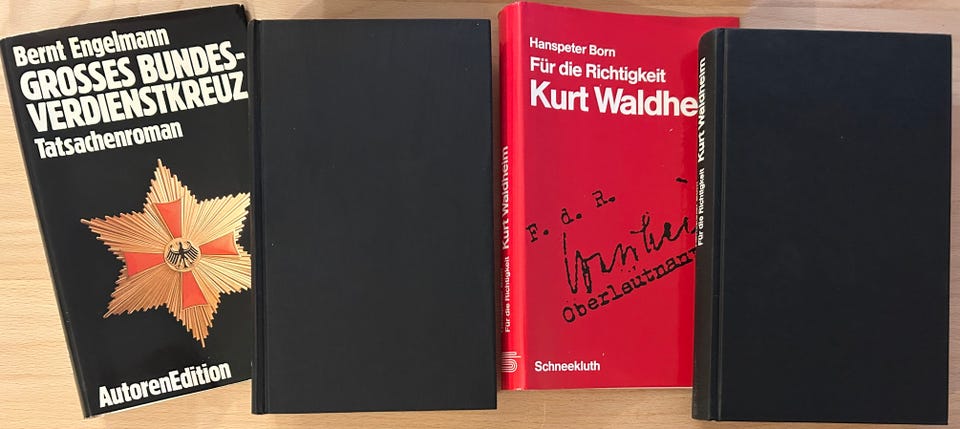 Bernt Engelmann
GROSSES BUNDES-
VERDIENSTKREUZ
Tatsachenroman
AutorenEdition
Hanspeter Born
Für die Richtigkeit
Kurt Waldhe
F. d. R.
Oberleutnant
Schneekluth
Für die Richtigkeit Kurt Waldheim
Für die Richtigkeit Kurt Waldheim